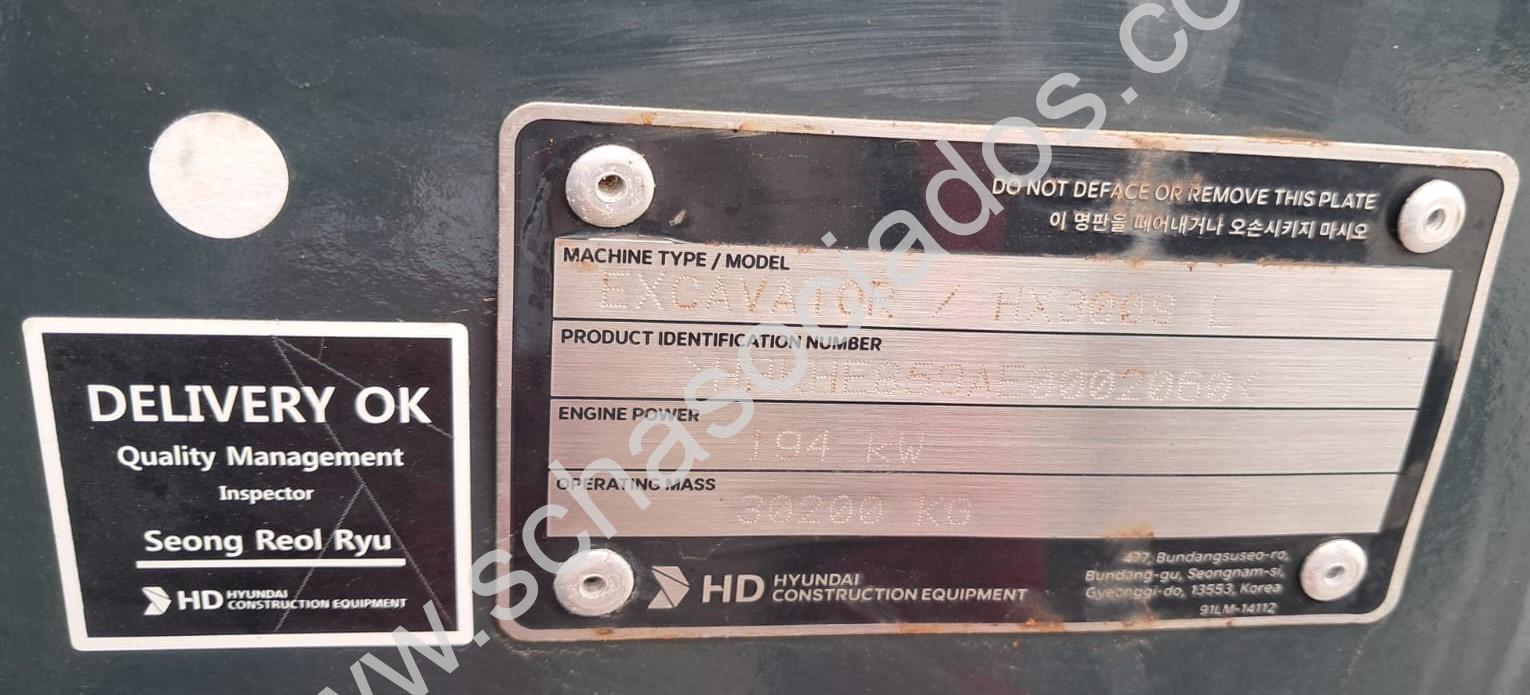 DO NOT DEFACE OR REMOVE THIS PLATE
이 명판을 떼어내거나 오손시키지 마시오
MACHINE TYPE / MODEL
EXCAVATOR / HX300S L
PRODUCT IDENTIFICATION NUMBER
ENGINE POWER
194 KW
OPERATING MASS
30200 KG
HD HYUNDAI
CONSTRUCTION EQUIPMENT
477, Bundangsuseo-ro,
Bundang-gu, Seongnam-si,
Gyeonggi-do, 13553, Korea
91LM-14112
DELIVERY OK
Quality Management
Inspector
Seong Reol Ryu
HD HYUNDAI
CONSTRUCTION EQUIPMENT
www.schasociados.co